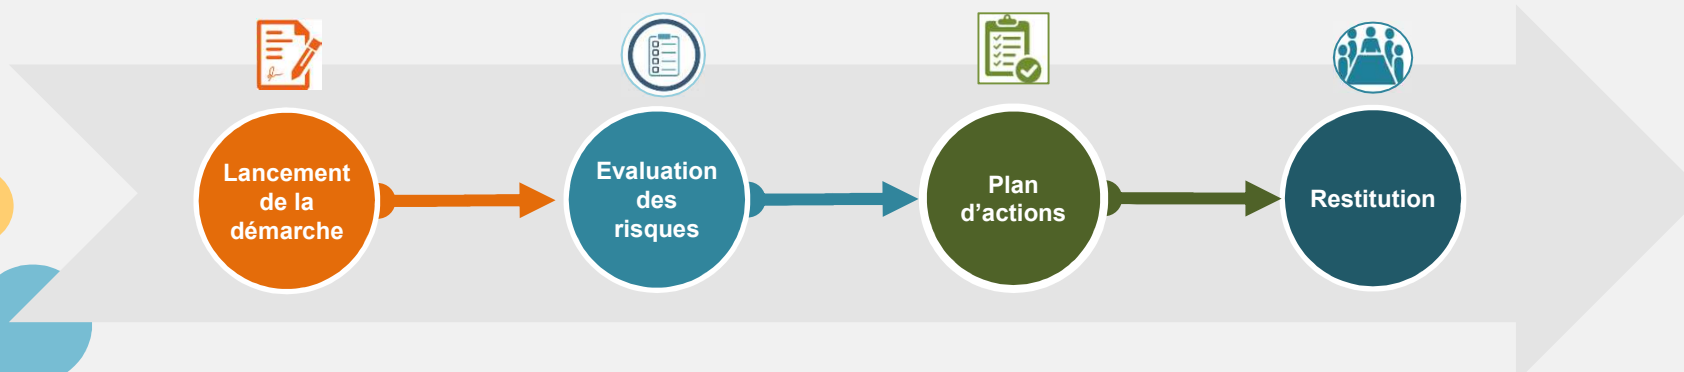 Lancement
de la
démarche
Evaluation
des
risques
Plan
d’actions
Restitution